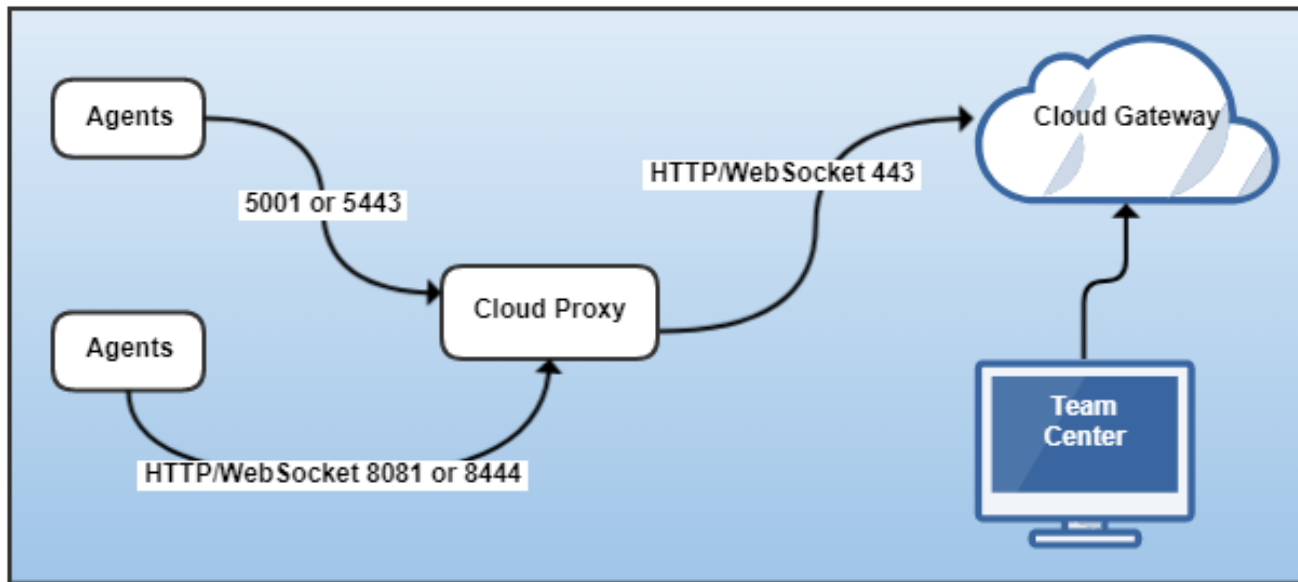 Agents
Cloud Gateway
HTTP/WebSocket 443
5001 or 5443
Cloud Proxy
Agents
Team
Center
HTTP/WebSocket 8081 or 8444